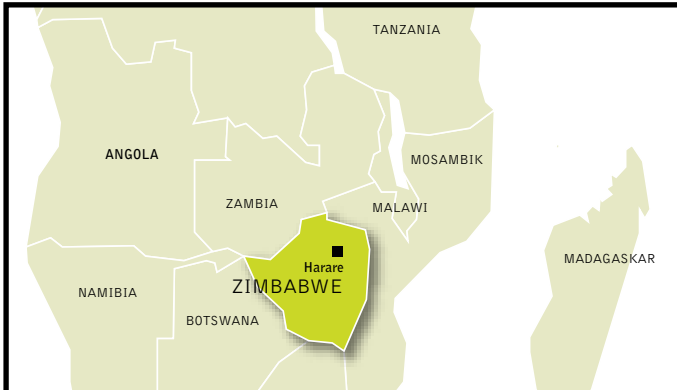 TANZANIA
ANGOLA
MOSAMBIK
ZAMBIA
MALAWI
MADAGASKAR
Harare
ZIMBABWE
NAMIBIA
BOTSWANA